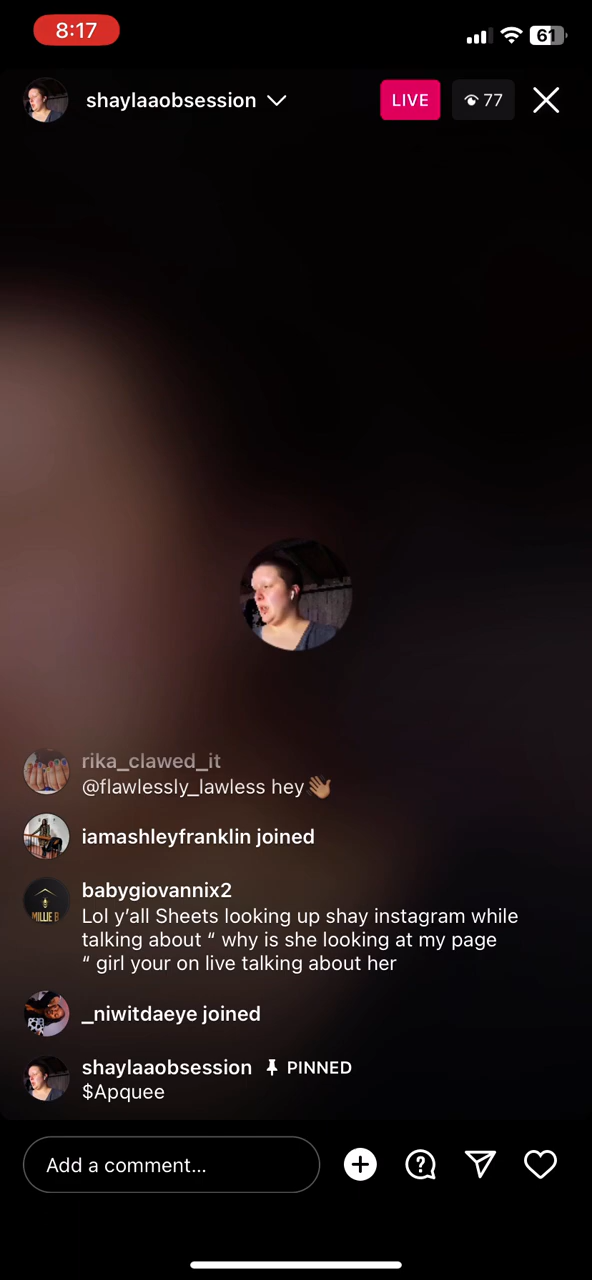 8:17
61
shaylaaobsession
LIVE
77
rika_clawed_it
@flawlessly_lawless hey👋🏽
iamashleyfranklin joined
babygiovannix2
Lol y’all Sheets looking up shay instagram while
talking about “ why is she looking at my page
“ girl your on live talking about her
MILLIE B
_niwitdaeye joined
shaylaaobsession PINNED
$Apquee
Add a comment...